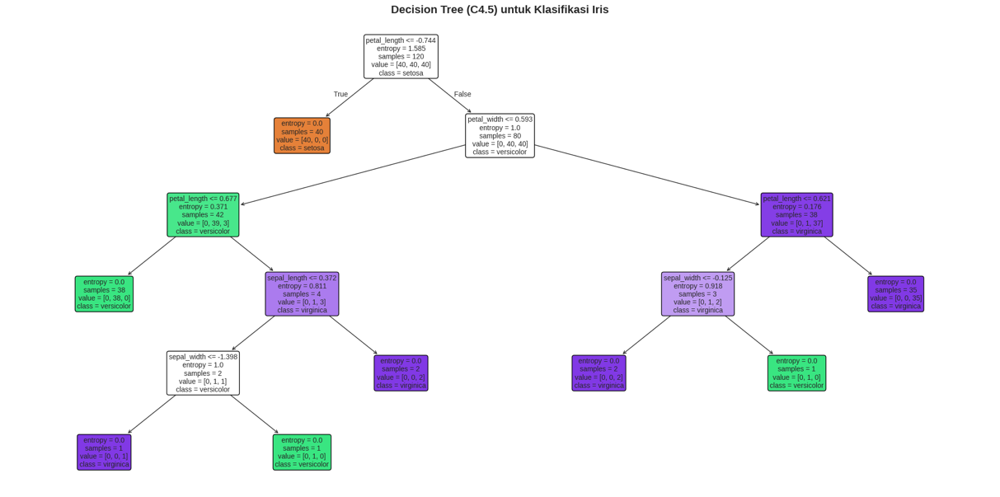 Decision Tree (C4.5) untuk Klasifikasi Iris
petal_length <= -0.744
entropy = 1.585
samples = 120
value = [40, 40, 40]
class = setosa
True
False
entropy = 0.0
samples = 40
value = [40, 0, 0]
class = setosa
petal_width <= 0.593
entropy = 1.0
samples = 80
value = [0, 40, 40]
class = versicolor
petal_length <= 0.677
entropy = 0.371
samples = 42
value = [0, 39, 3]
class = versicolor
petal_length <= 0.621
entropy = 0.176
samples = 38
value = [0, 1, 37]
class = virginica
entropy = 0.0
samples = 38
value = [0, 38, 0]
class = versicolor
sepal_length <= 0.372
entropy = 0.811
samples = 4
value = [0, 1, 3]
class = virginica
sepal_width <= -0.125
entropy = 0.918
samples = 3
value = [0, 1, 2]
class = virginica
entropy = 0.0
samples = 35
value = [0, 0, 35]
class = virginica
sepal_width <= -1.398
entropy = 1.0
samples = 2
value = [0, 1, 1]
class = versicolor
entropy = 0.0
samples = 2
value = [0, 0, 2]
class = virginica
entropy = 0.0
samples = 2
value = [0, 0, 2]
class = virginica
entropy = 0.0
samples = 1
value = [0, 1, 0]
class = versicolor
entropy = 0.0
samples = 1
value = [0, 0, 1]
class = virginica
entropy = 0.0
samples = 1
value = [0, 1, 0]
class = versicolor